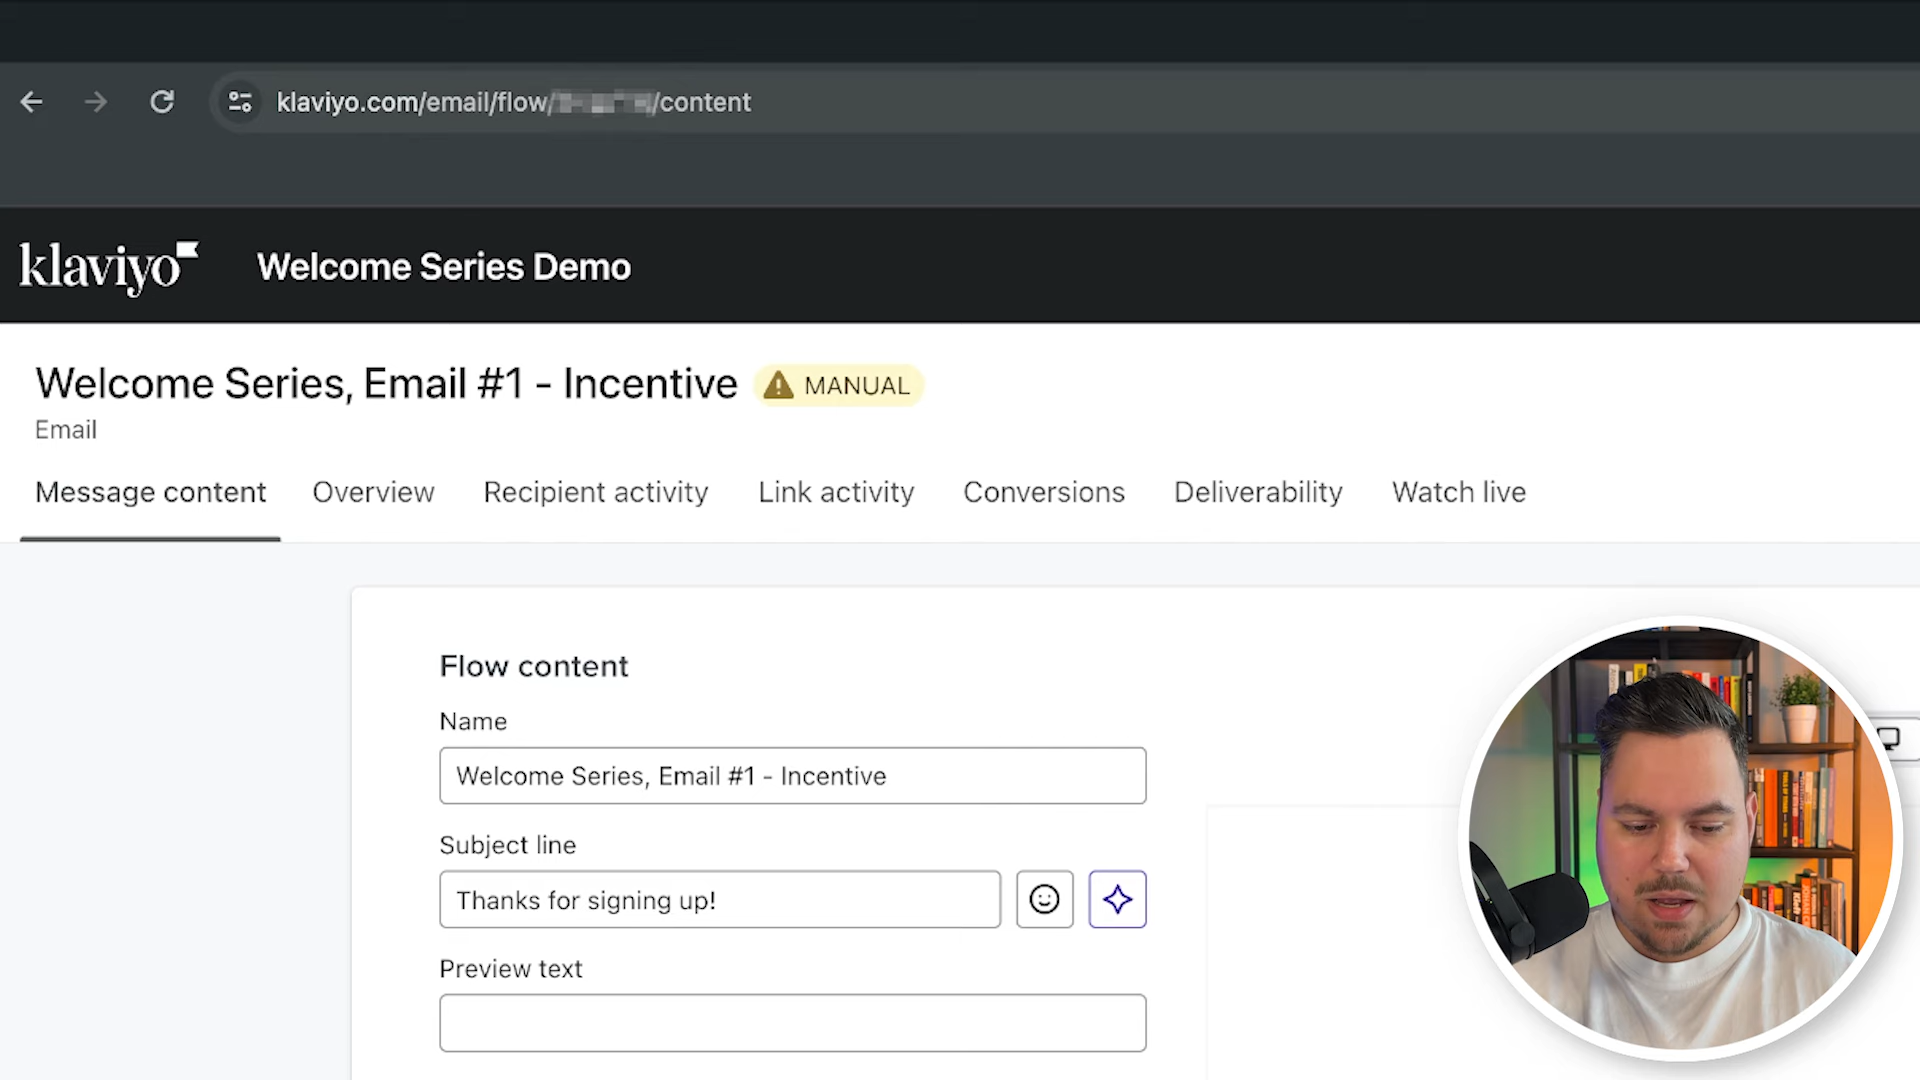 klaviyo.com/email/flow/ /content
klaviyo Welcome Series Demo
Welcome Series, Email #1 - Incentive MANUAL
Email
Message content Overview Recipient activity Link activity Conversions Deliverability Watch live
Flow content
Name
Welcome Series, Email #1 - Incentive
Subject line
Thanks for signing up!
Preview text